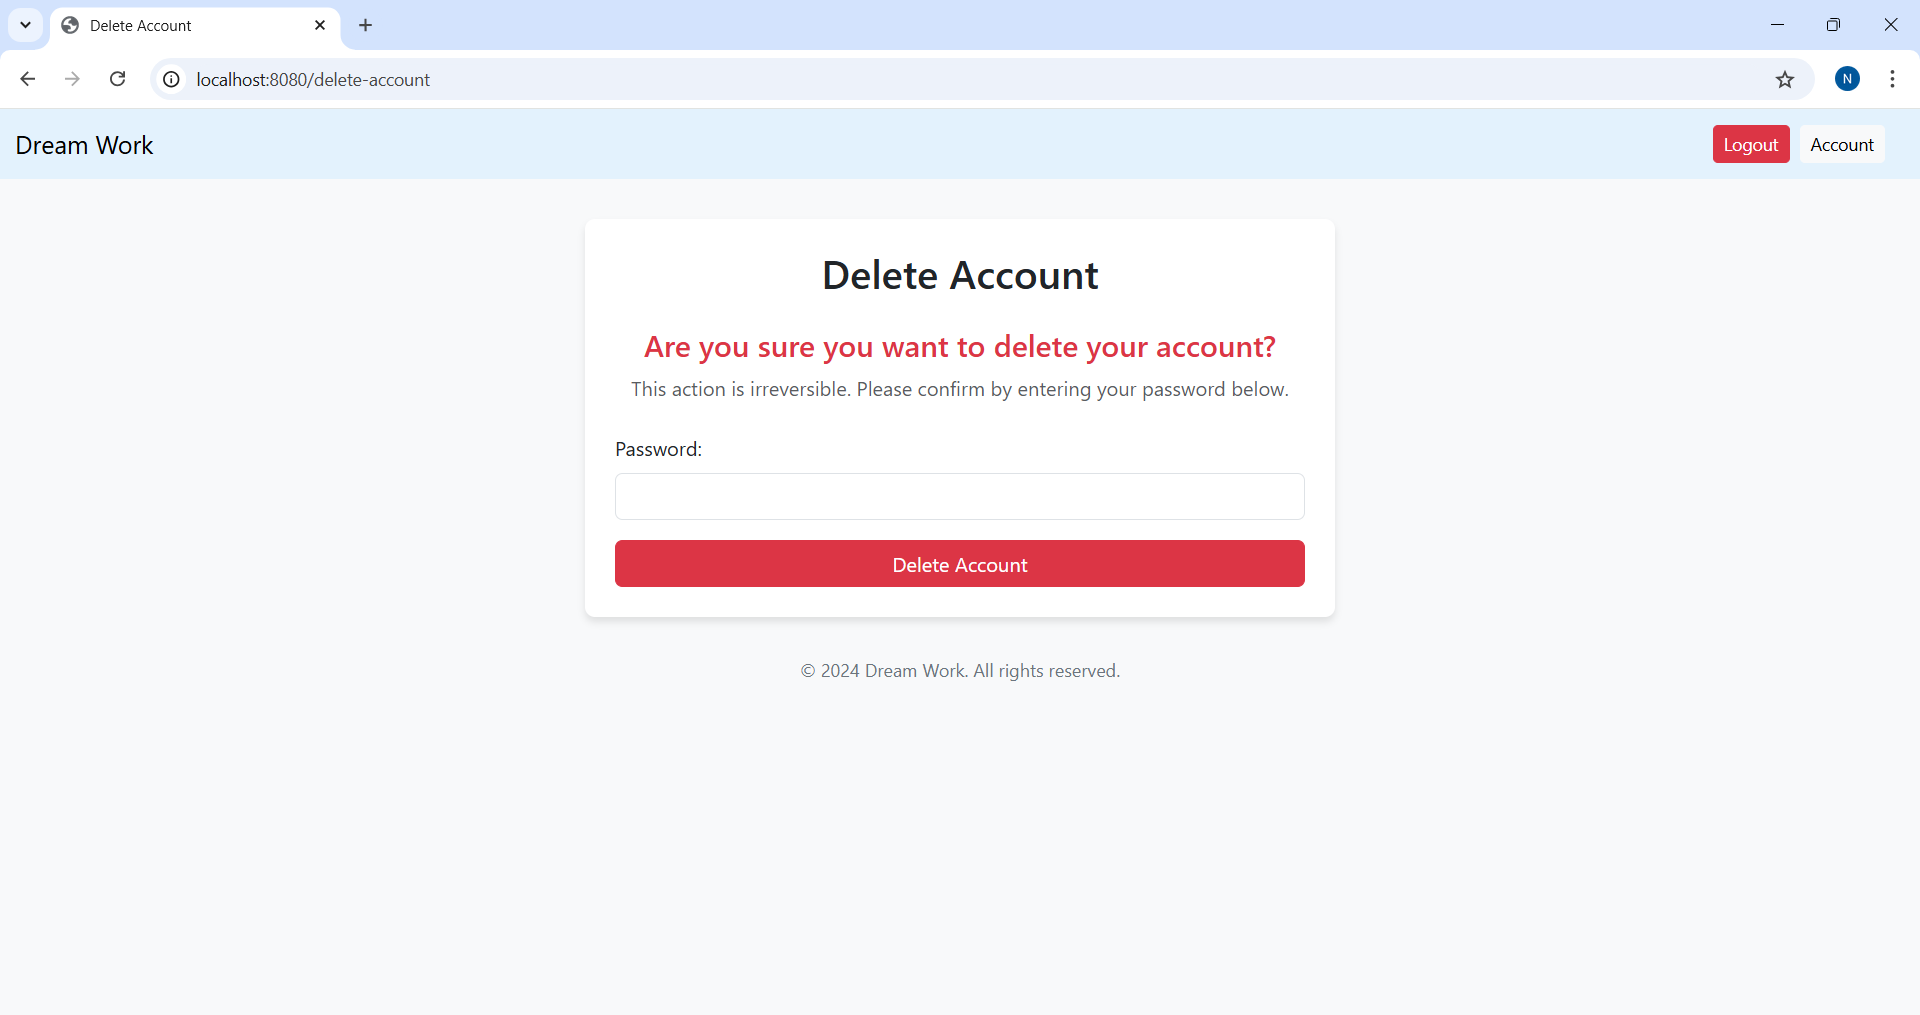 Delete Account
localhost:8080/delete-account
N
Dream Work
Logout
Account
Delete Account
Are you sure you want to delete your account?
This action is irreversible. Please confirm by entering your password below.
Password:
Delete Account
© 2024 Dream Work. All rights reserved.